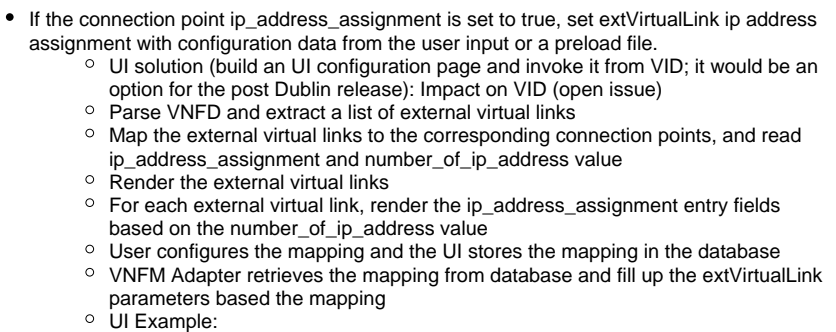 • If the connection point ip_address_assignment is set to true, set extVirtualLink ip address
assignment with configuration data from the user input or a preload file.
○ UI solution (build an UI configuration page and invoke it from VID; it would be an
option for the post Dublin release): Impact on VID (open issue)
○ Parse VNFD and extract a list of external virtual links
○ Map the external virtual links to the corresponding connection points, and read
ip_address_assignment and number_of_ip_address value
○ Render the external virtual links
○ For each external virtual link, render the ip_address_assignment entry fields
based on the number_of_ip_address value
○ User configures the mapping and the UI stores the mapping in the database
○ VNFM Adapter retrieves the mapping from database and fill up the extVirtualLink
parameters based the mapping
○ UI Example: